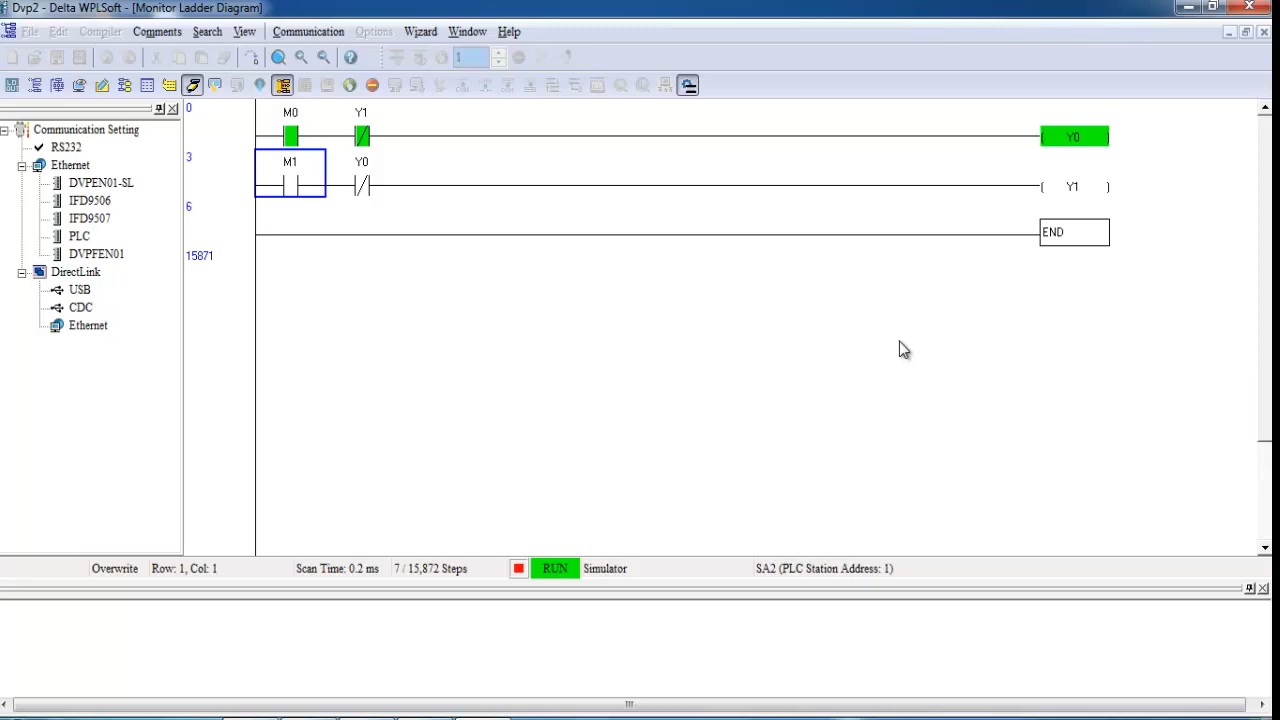 Dvp2 - Delta WPLSoft - [Monitor Ladder Diagram]
File Edit Compiler Comments Search View Communication Options Wizard Window Help
1
Communication Setting
RS232
Ethernet
DVPEN01-SL
IFD9506
IFD9507
PLC
DVPFEN01
DirectLink
USB
CDC
Ethernet
0
M0 Y1
Y0
3
M1 Y0
Y1
6
END
15871
Overwrite Row: 1, Col: 1 Scan Time: 0.2 ms 7 / 15,872 Steps RUN Simulator SA2 (PLC Station Address: 1)